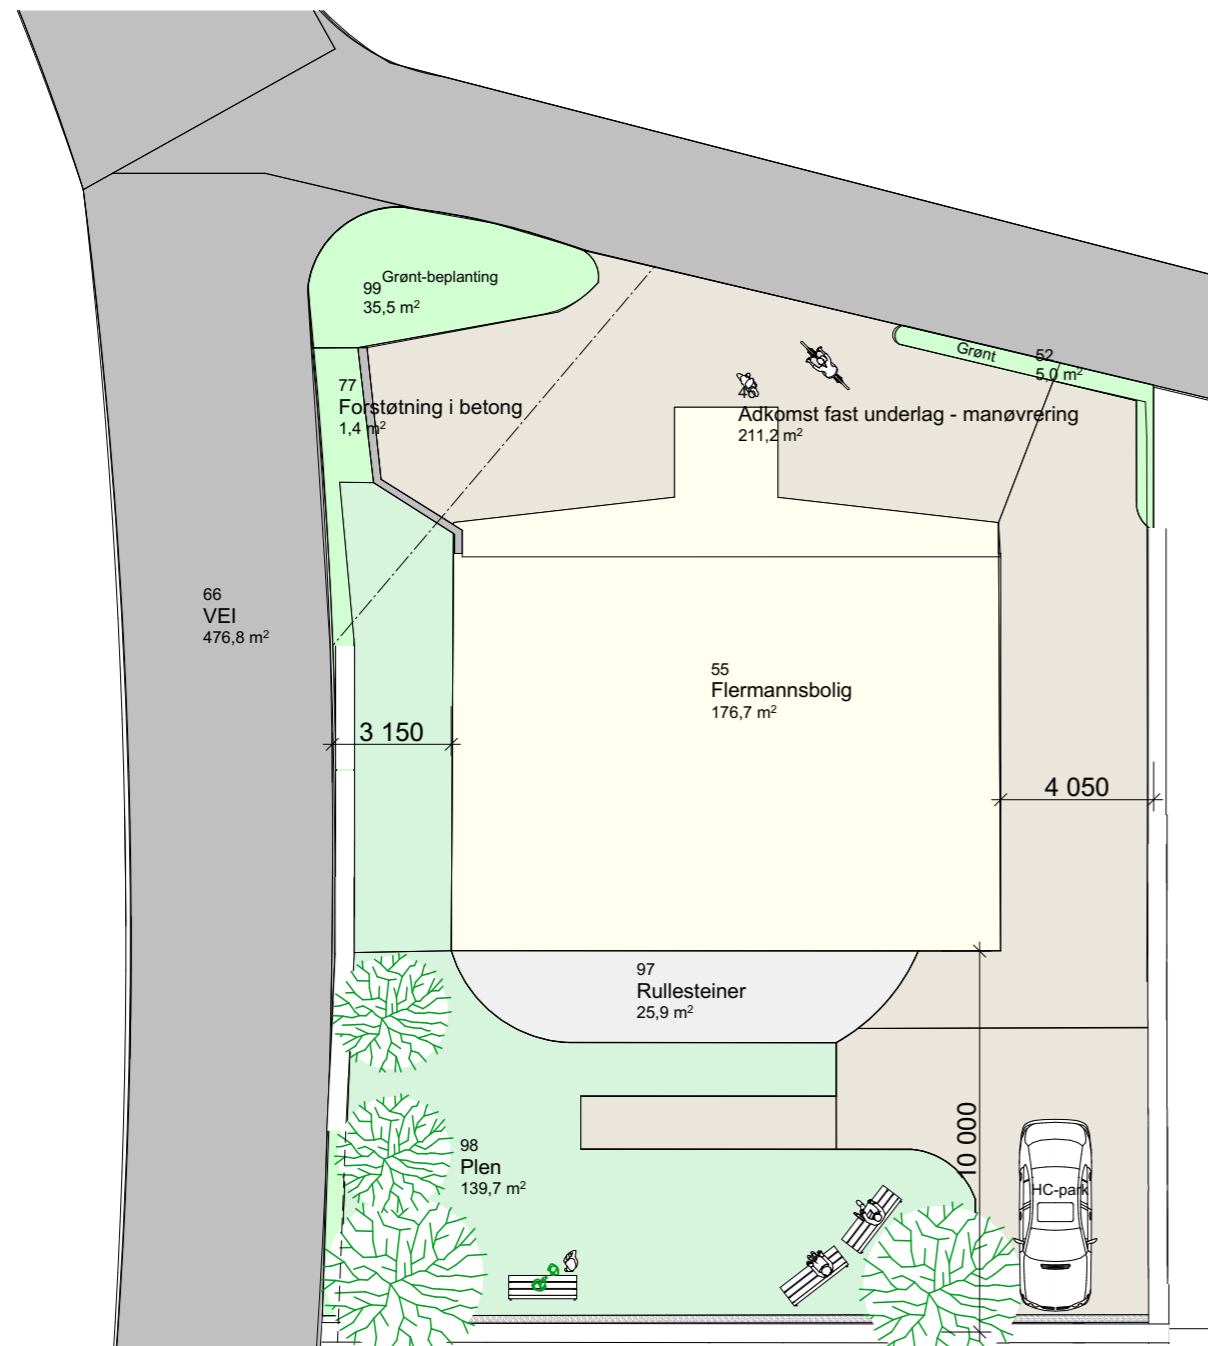 Grønt-beplanting
99
35,5 m²
Grønt
52
5,0 m²
77
Forstøtning i betong
1,4 m²
46
Adkomst fast underlag - manøvrering
211,2 m²
66
VEI
476,8 m²
55
Flermannsbolig
176,7 m²
3 150
4 050
97
Rullesteiner
25,9 m²
10 000
98
Plen
139,7 m²
HC-park